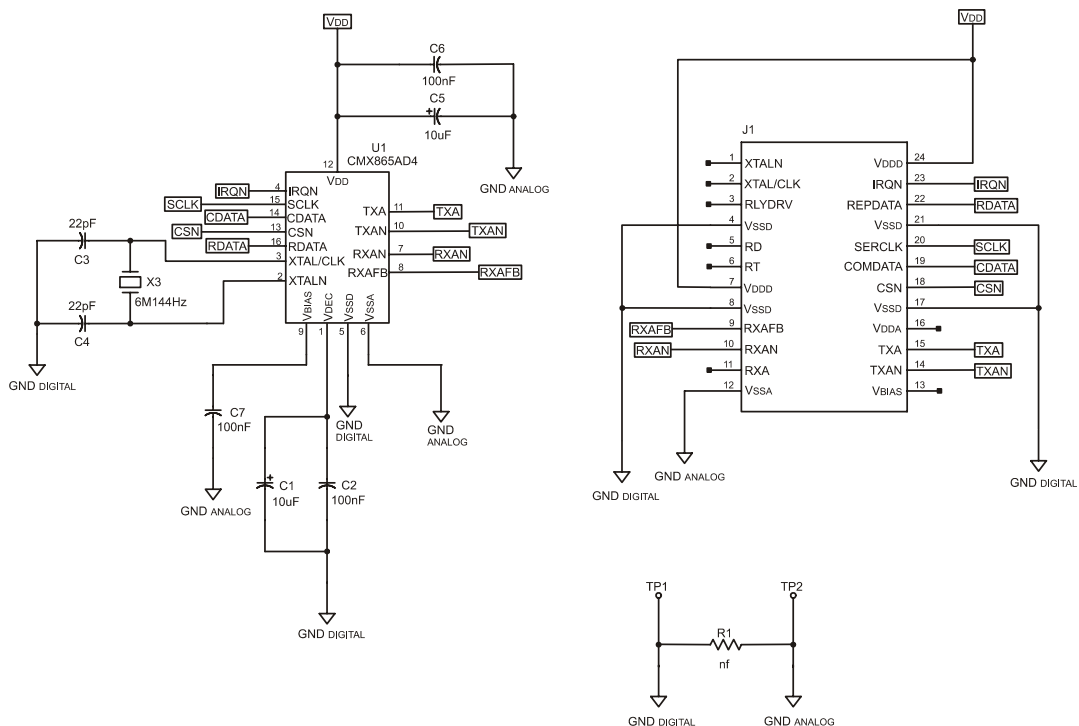 VDD
C6
100nF
C5
10uF
GND ANALOG
U1
CMX865AD4
12
VDD
IRQN 4 IRQN
SCLK 15 SCLK
CDATA 14 CDATA
CSN 13 CSN
RDATA 16 RDATA
3 XTAL/CLK
2 XTALN
TXA 11 TXA
TXAN 10 TXAN
RXAN 7 RXAN
RXAFB 8 RXAFB
VBIAS VDEC VSSD VSSA
9 1 5 6
22pF
C3
X3
6M144Hz
22pF
C4
GND DIGITAL
C7
100nF
GND ANALOG
GND
DIGITAL
GND
ANALOG
C1
10uF
C2
100nF
GND DIGITAL
VDD
J1
1 XTALN
2 XTAL/CLK
3 RLYDRV
4 VSSD
5 RD
6 RT
7 VDDD
8 VSSD
RXAFB 9 RXAFB
RXAN 10 RXAN
11 RXA
12 VSSA
VDDD 24
IRQN 23 IRQN
REPDATA 22 RDATA
VSSD 21
SERCLK 20 SCLK
COMDATA 19 CDATA
CSN 18 CSN
VSSD 17
VDDA 16
TXA 15 TXA
TXAN 14 TXAN
VBIAS 13
GND ANALOG
GND DIGITAL
GND DIGITAL
TP1
TP2
R1
nf
GND DIGITAL
GND ANALOG